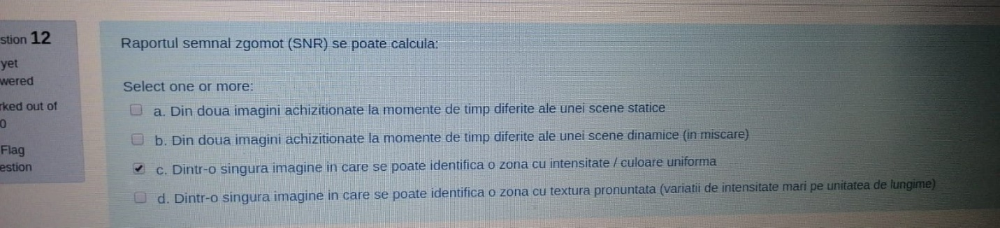 stion 12
yet
wered
rked out of
0
Flag
estion
Raportul semnal zgomot (SNR) se poate calcula:
Select one or more:
a. Din doua imagini achizitionate la momente de timp diferite ale unei scene statice
b. Din doua imagini achizitionate la momente de timp diferite ale unei scene dinamice (in miscare)
c. Dintr-o singura imagine in care se poate identifica o zona cu intensitate / culoare uniforma
d. Dintr-o singura imagine in care se poate identifica o zona cu textura pronuntata (variatii de intensitate mari pe unitatea de lungime)